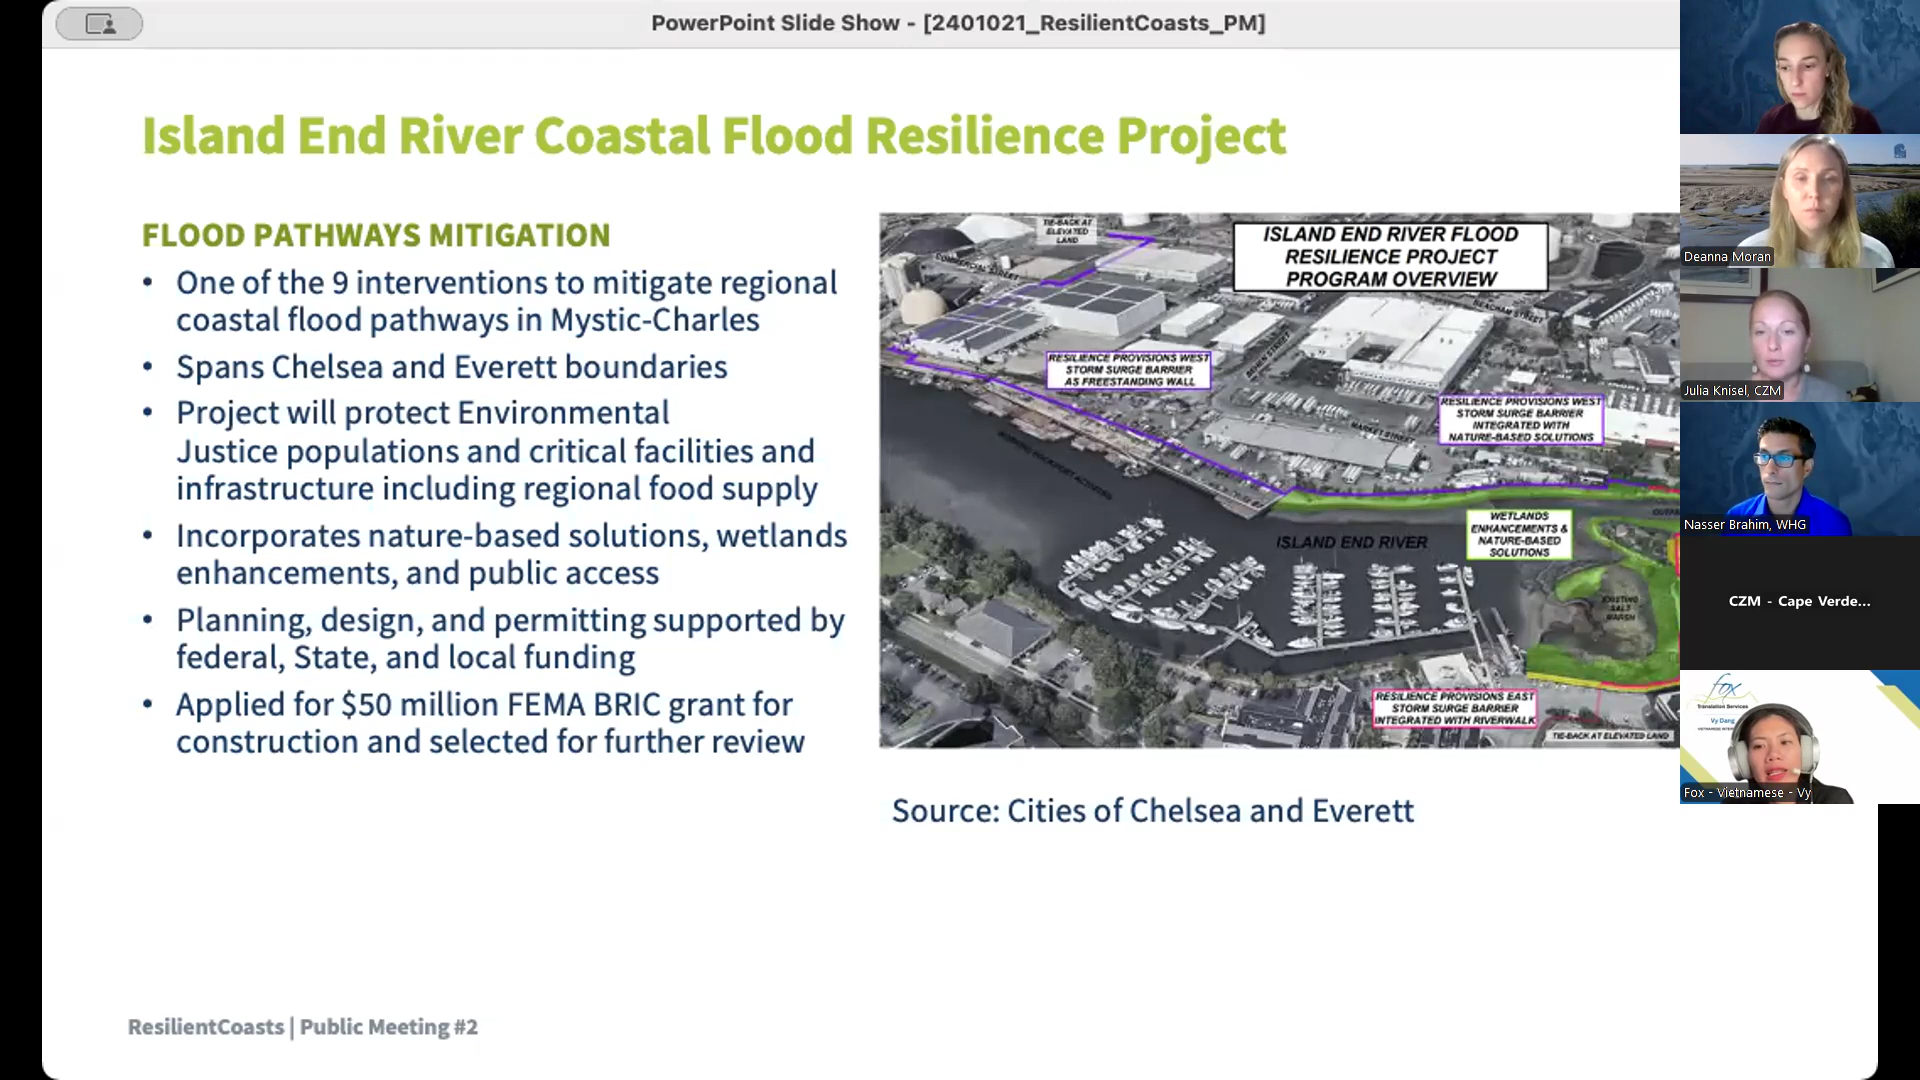 PowerPoint Slide Show - [2401021_ResilientCoasts_PM]
Island End River Coastal Flood Resilience Project
FLOOD PATHWAYS MITIGATION
• One of the 9 interventions to mitigate regional
coastal flood pathways in Mystic-Charles
• Spans Chelsea and Everett boundaries
• Project will protect Environmental
Justice populations and critical facilities and
infrastructure including regional food supply
• Incorporates nature-based solutions, wetlands
enhancements, and public access
• Planning, design, and permitting supported by
federal, State, and local funding
• Applied for $50 million FEMA BRIC grant for
construction and selected for further review
TIE-BACK AT
ELEVATED
LAND
ISLAND END RIVER FLOOD
RESILIENCE PROJECT
PROGRAM OVERVIEW
COMMERCIAL STREET
BEACHAM STREET
RESILIENCE PROVISIONS WEST
STORM SURGE BARRIER
AS FREESTANDING WALL
RESILIENCE PROVISIONS WEST
STORM SURGE BARRIER
INTEGRATED WITH
NATURE-BASED SOLUTIONS
MARKET STREET
WETLANDS
ENHANCEMENTS &
NATURE-BASED
SOLUTIONS
ISLAND END RIVER
EXISTING
SALT
MARSH
RESILIENCE PROVISIONS EAST
STORM SURGE BARRIER
INTEGRATED WITH RIVERWALK
TIE-BACK AT ELEVATED LAND
Source: Cities of Chelsea and Everett
ResilientCoasts | Public Meeting #2
Deanna Moran
Julia Knisel, CZM
Nasser Brahim, WHG
CZM - Cape Verde...
fox
Translation Services
Vy Dang
Fox - Vietnamese - Vy